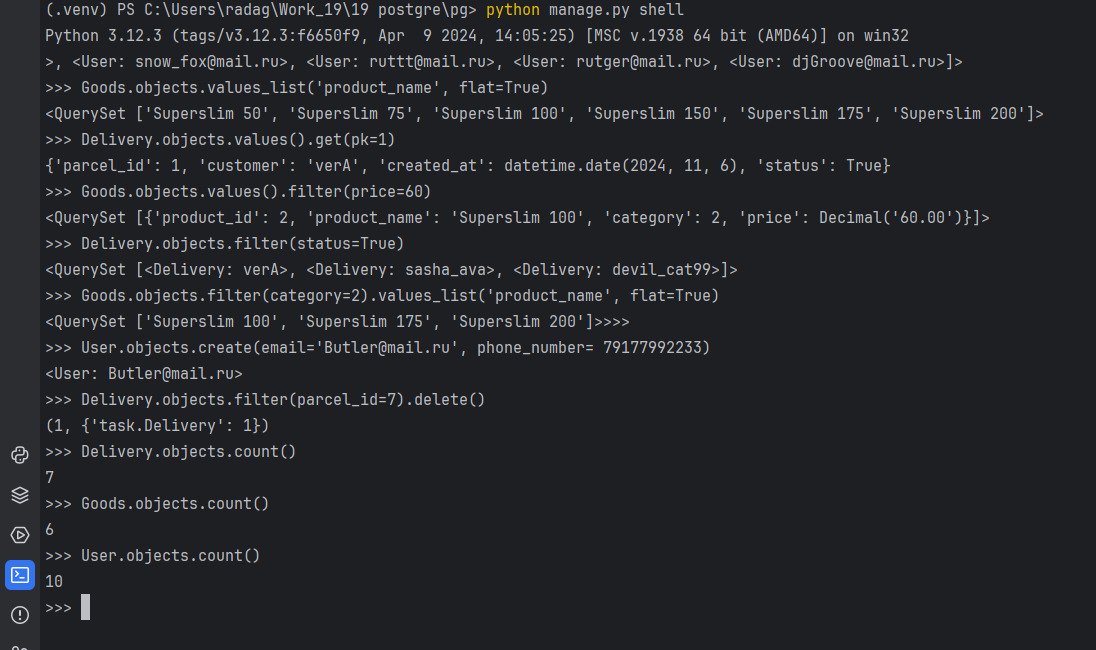 (.venv) PS C:\Users\radag\Work_19\19 postgre\pg> python manage.py shell
Python 3.12.3 (tags/v3.12.3:f6650f9, Apr  9 2024, 14:05:25) [MSC v.1938 64 bit (AMD64)] on win32
>, <User: snow_fox@mail.ru>, <User: ruttt@mail.ru>, <User: rutger@mail.ru>, <User: djGroove@mail.ru>]>
>>> Goods.objects.values_list('product_name', flat=True)
<QuerySet ['Superslim 50', 'Superslim 75', 'Superslim 100', 'Superslim 150', 'Superslim 175', 'Superslim 200']>
>>> Delivery.objects.values().get(pk=1)
{'parcel_id': 1, 'customer': 'verA', 'created_at': datetime.date(2024, 11, 6), 'status': True}
>>> Goods.objects.values().filter(price=60)
<QuerySet [{'product_id': 2, 'product_name': 'Superslim 100', 'category': 2, 'price': Decimal('60.00')}]>
>>> Delivery.objects.filter(status=True)
<QuerySet [<Delivery: verA>, <Delivery: sasha_ava>, <Delivery: devil_cat99>]>
>>> Goods.objects.filter(category=2).values_list('product_name', flat=True)
<QuerySet ['Superslim 100', 'Superslim 175', 'Superslim 200']>>>>
>>> User.objects.create(email='Butler@mail.ru', phone_number= 79177992233)
<User: Butler@mail.ru>
>>> Delivery.objects.filter(parcel_id=7).delete()
(1, {'task.Delivery': 1})
>>> Delivery.objects.count()
7
>>> Goods.objects.count()
6
>>> User.objects.count()
10
>>>